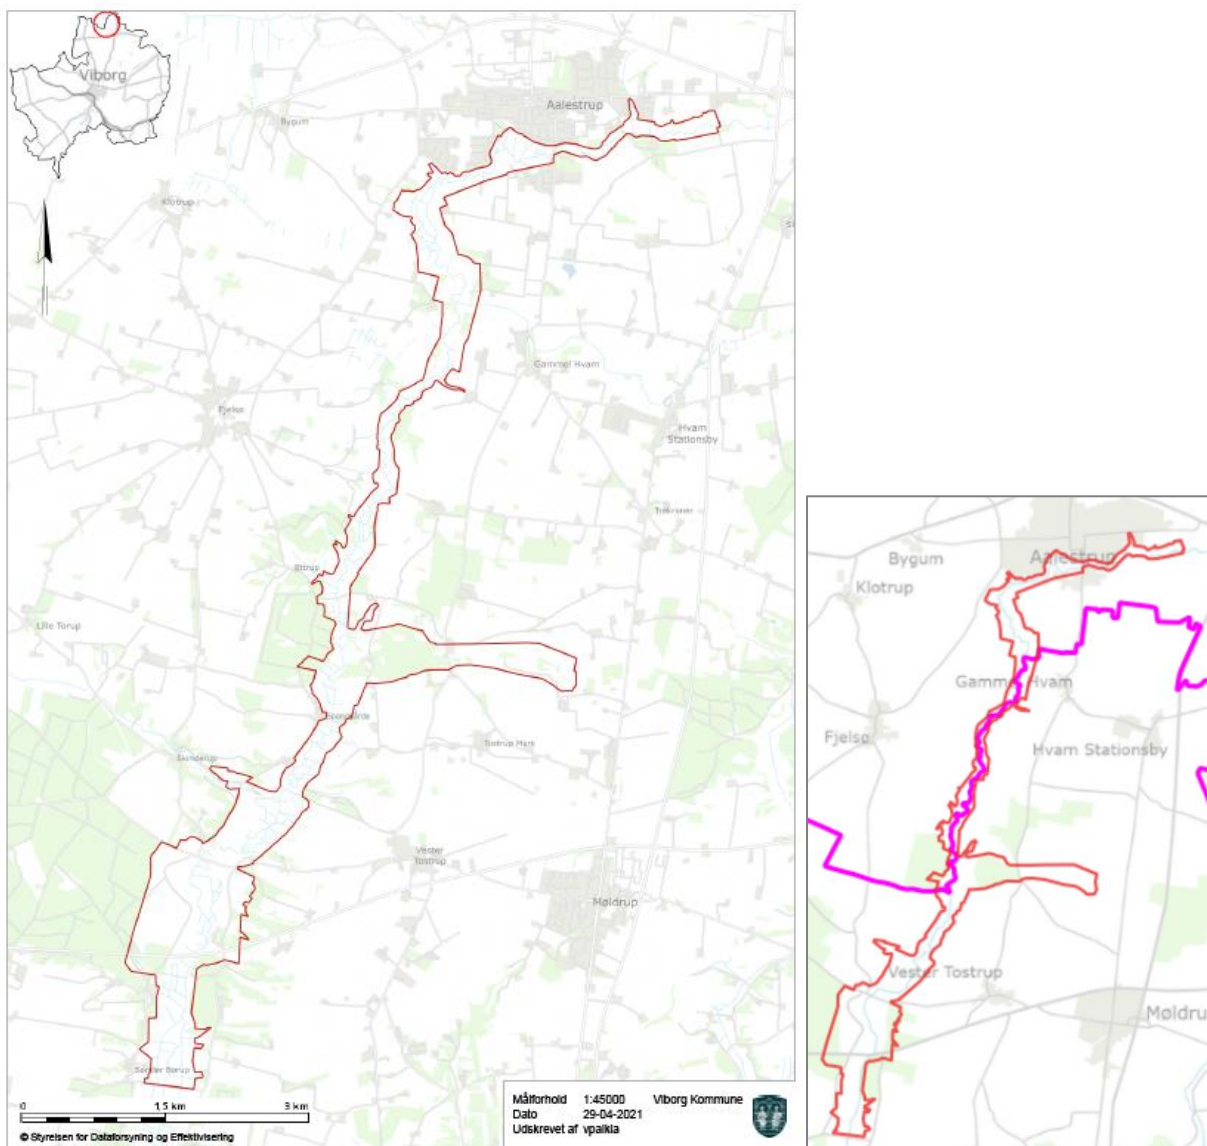 Viborg
Aalestrup
Bygum
Klotrup
Gammel Hvam
Fjelsø
Hvam
Stationsby
Lille Torup
Tostrup Mark
Skinderup
Vester
Tostrup
Møldrup
0 1,5 km 3 km
© Styrelsen for Dataforsyning og Effektivisering
Målforhold 1:45000 Viborg Kommune
Dato 29-04-2021
Udskrevet af vpalkla
Aalestrup
Bygum
Klotrup
Gammel Hvam
Fjelsø
Hvam Stationsby
Vester Tostrup
Møldru